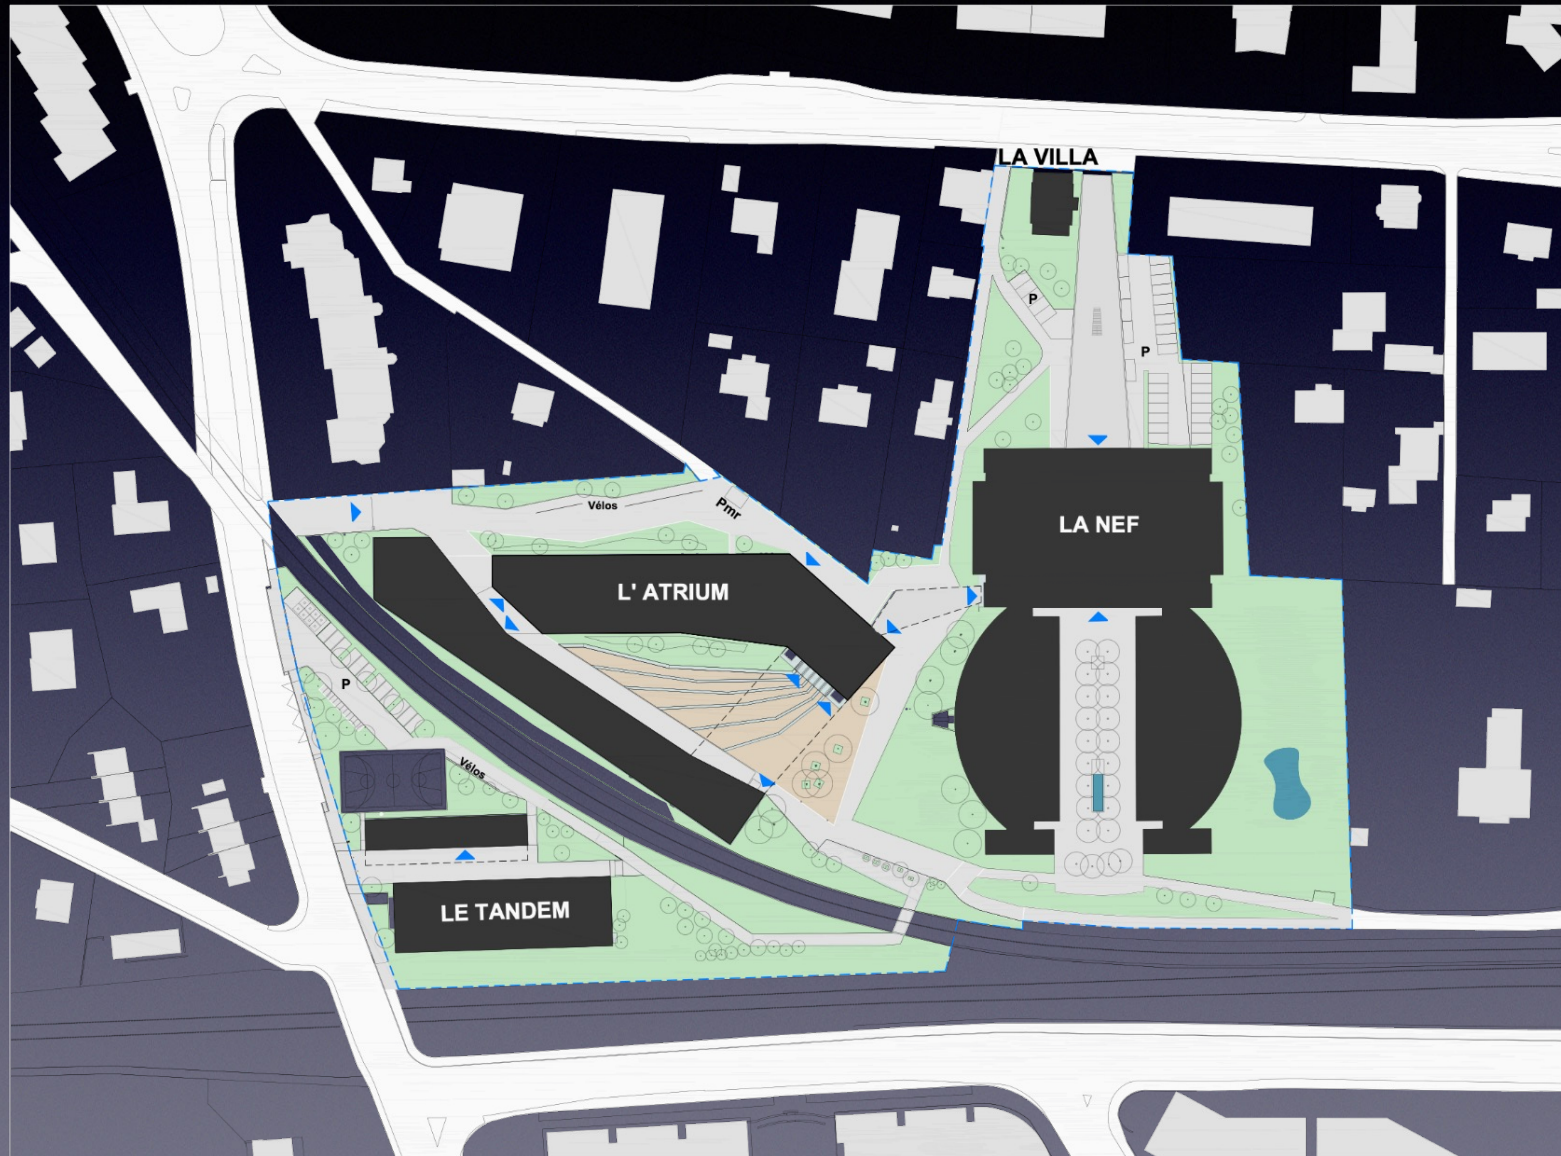 LA VILLA
P
P
Vélos
Pmr
LA NEF
L' ATRIUM
P
Vélos
LE TANDEM